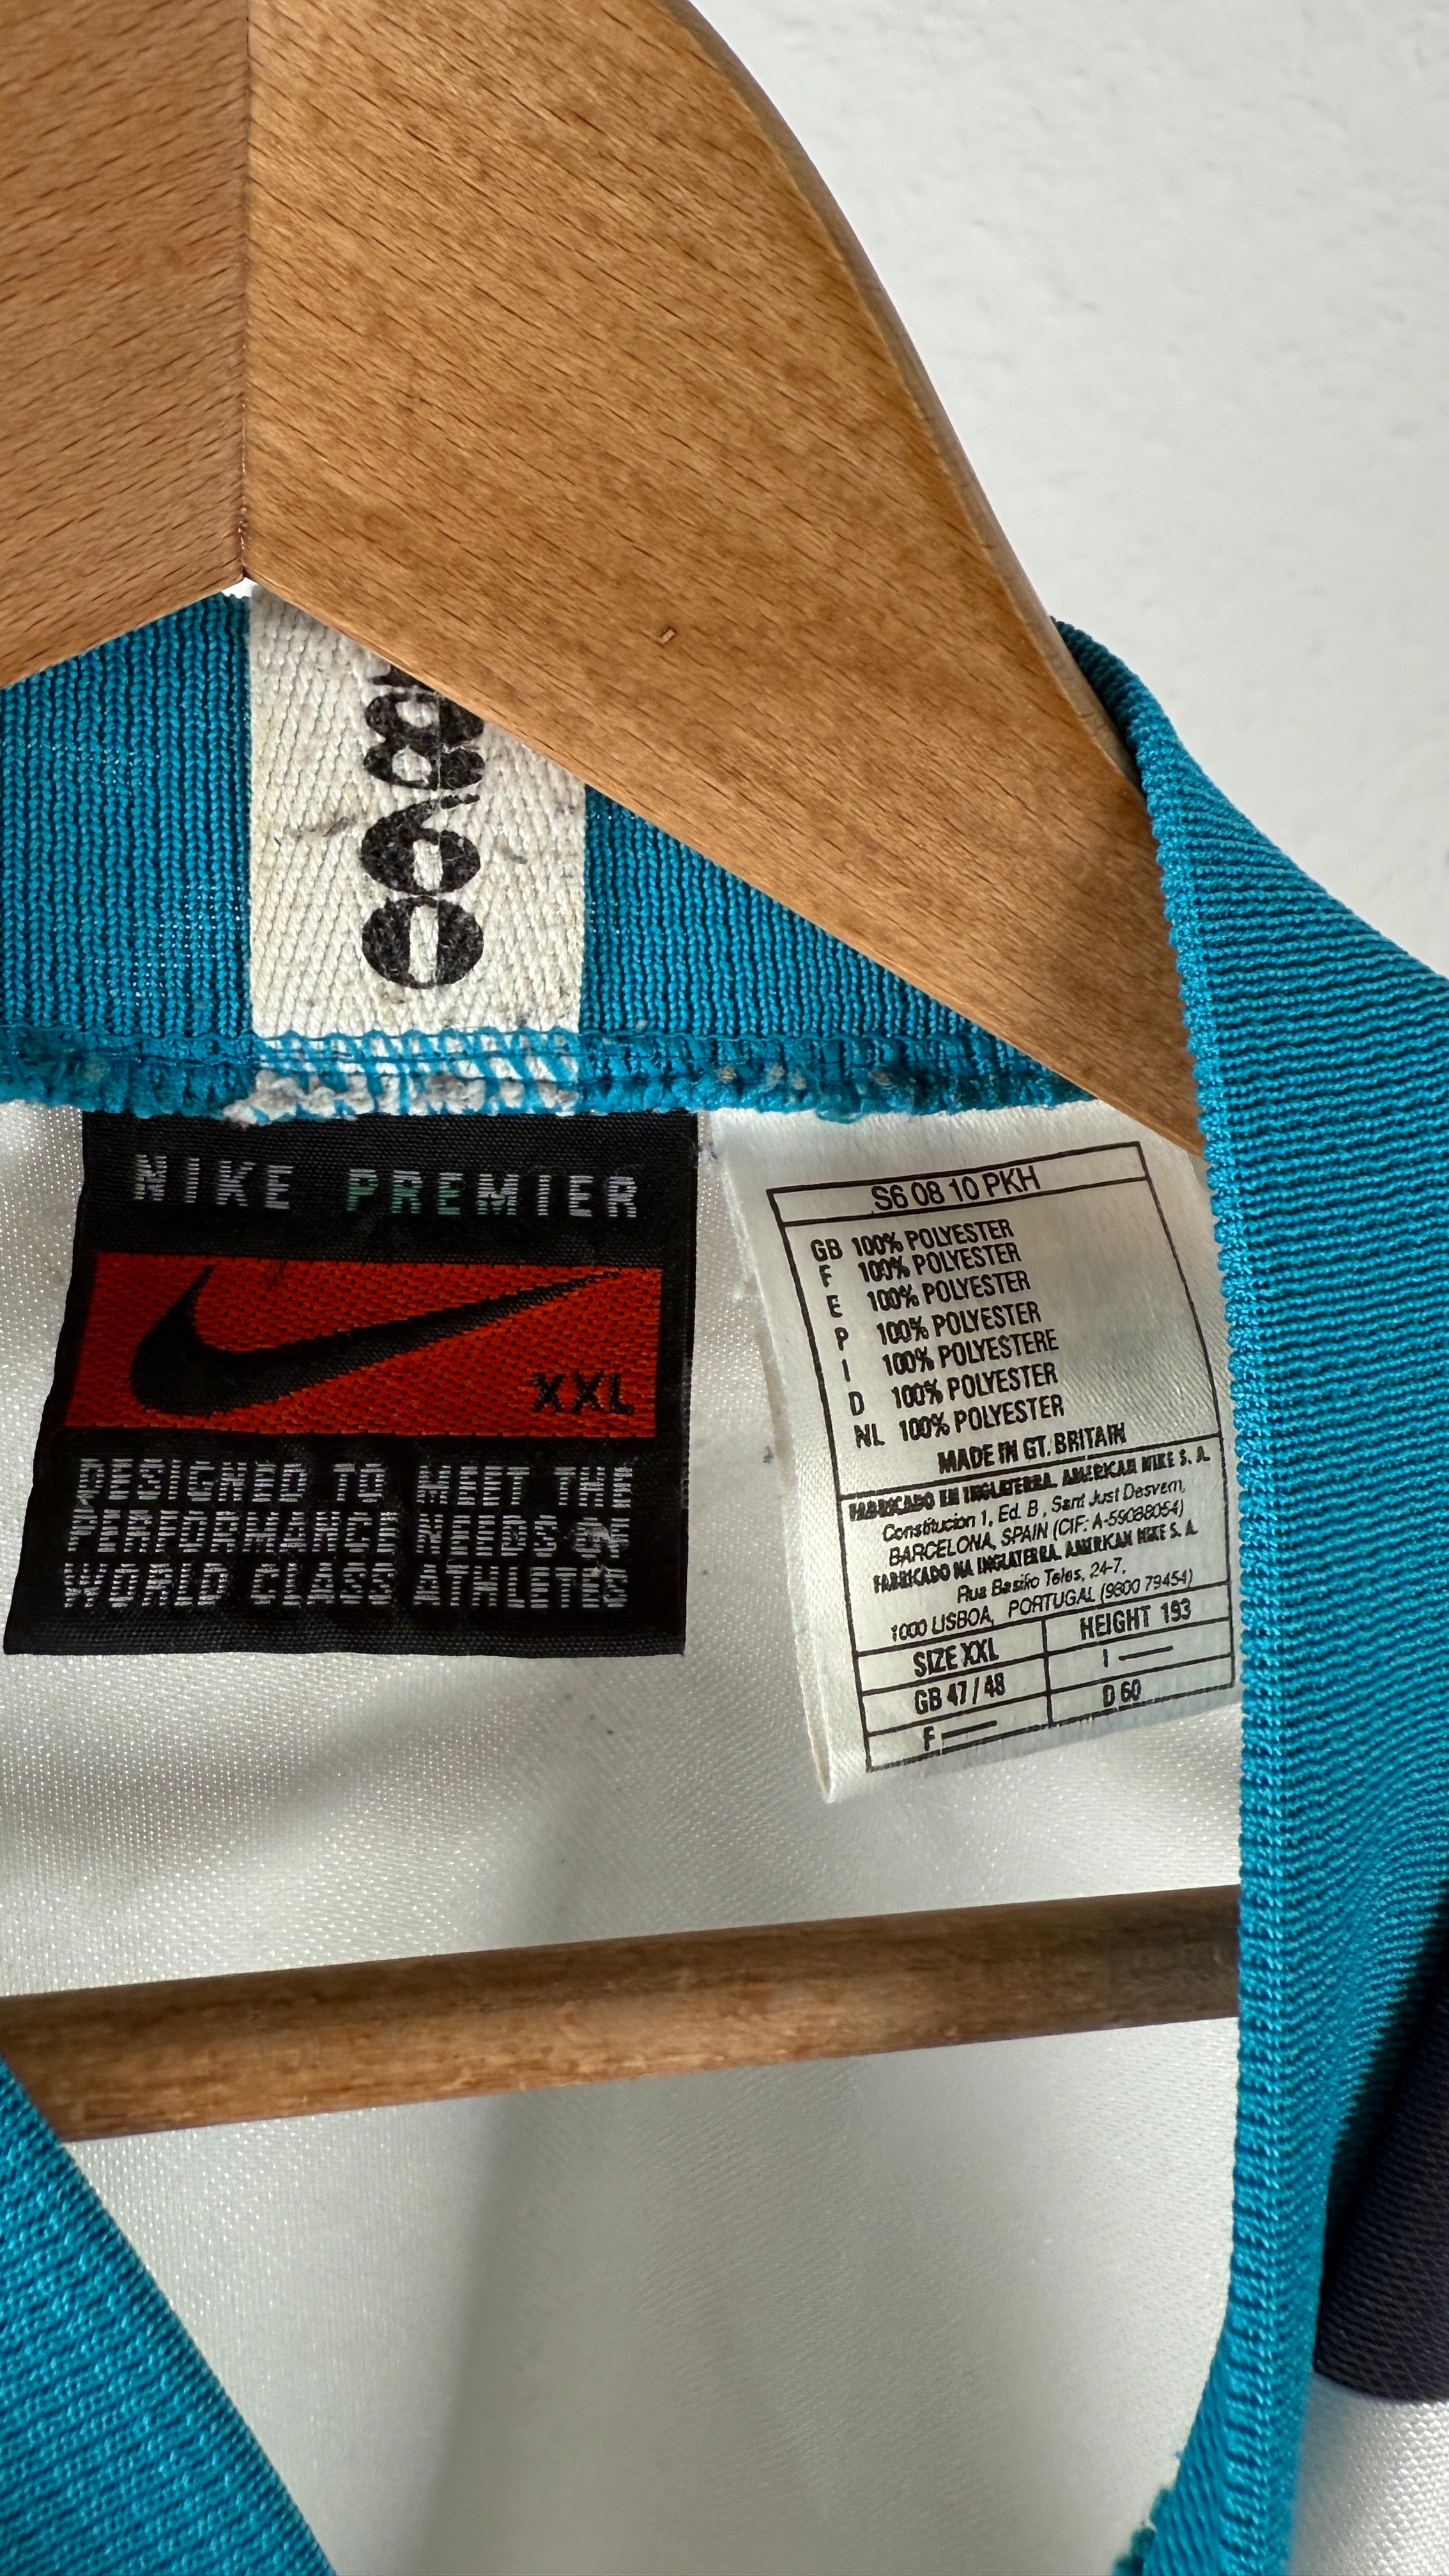 860
NIKE PREMIER
XXL
DESIGNED TO MEET THE
PERFORMANCE NEEDS OF
WORLD CLASS ATHLETES
S6 08 10 PKH
GB 100% POLYESTER
F 100% POLYESTER
E 100% POLYESTER
P 100% POLYESTER
I 100% POLYESTERE
D 100% POLYESTER
NL 100% POLYESTER
MADE IN GT. BRITAIN
FABRICADO EN INGLATERRA. AMERICAN NIKE S. A.
Constitucion 1, Ed. B, Sant Just Desvern,
BARCELONA, SPAIN (CIF: A-59088054)
FABRICADO NA INGLATERRA. AMERICAN NIKE S. A.
Rua Basilio Teles, 24-7,
1000 LISBOA, PORTUGAL (9800 79454)
SIZE XXL HEIGHT 193
GB 47 / 48 I —
F — D 60